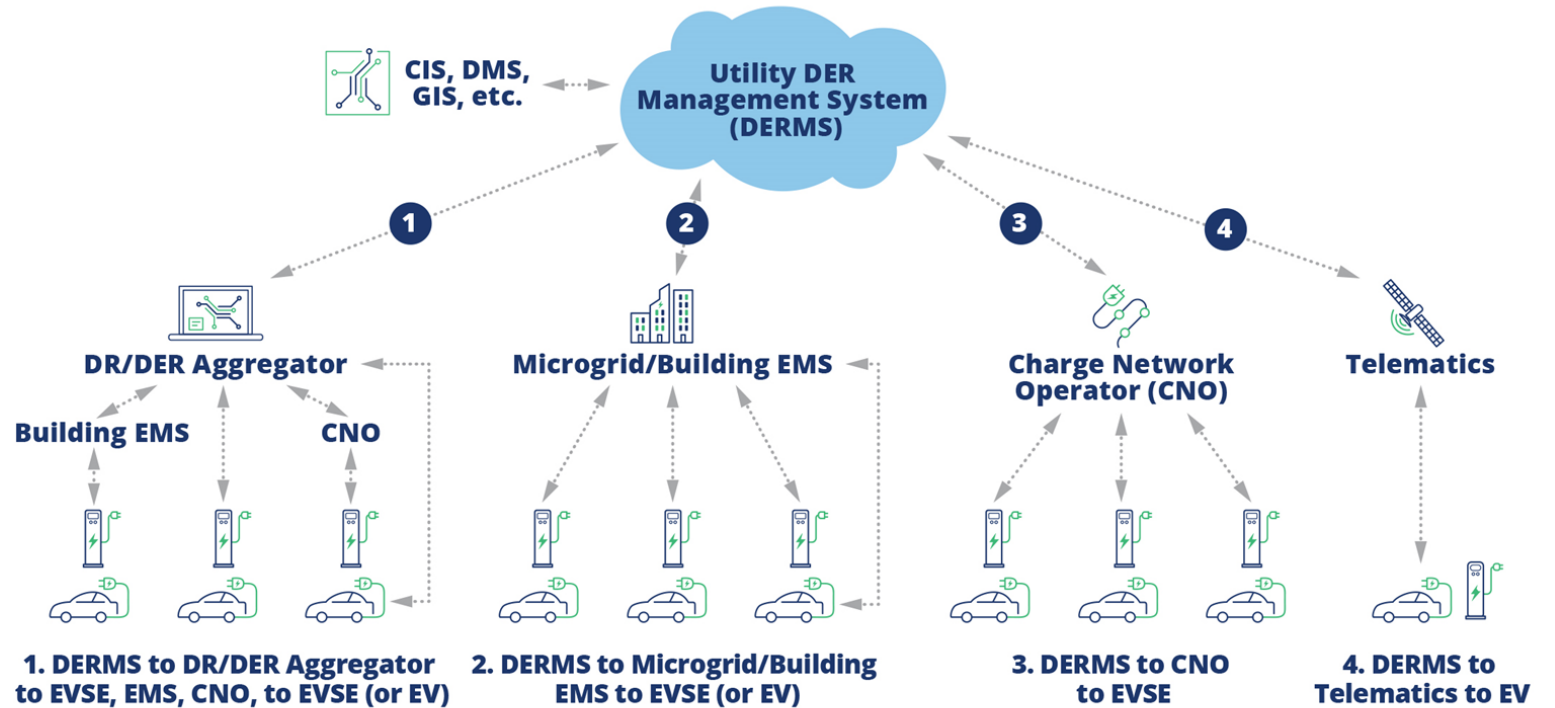 CIS, DMS,
GIS, etc.
Utility DER
Management System
(DERMS)
1
2
3
4
DR/DER Aggregator
Building EMS
CNO
Microgrid/Building EMS
Charge Network
Operator (CNO)
Telematics
1. DERMS to DR/DER Aggregator
to EVSE, EMS, CNO, to EVSE (or EV)
2. DERMS to Microgrid/Building
EMS to EVSE (or EV)
3. DERMS to CNO
to EVSE
4. DERMS to
Telematics to EV